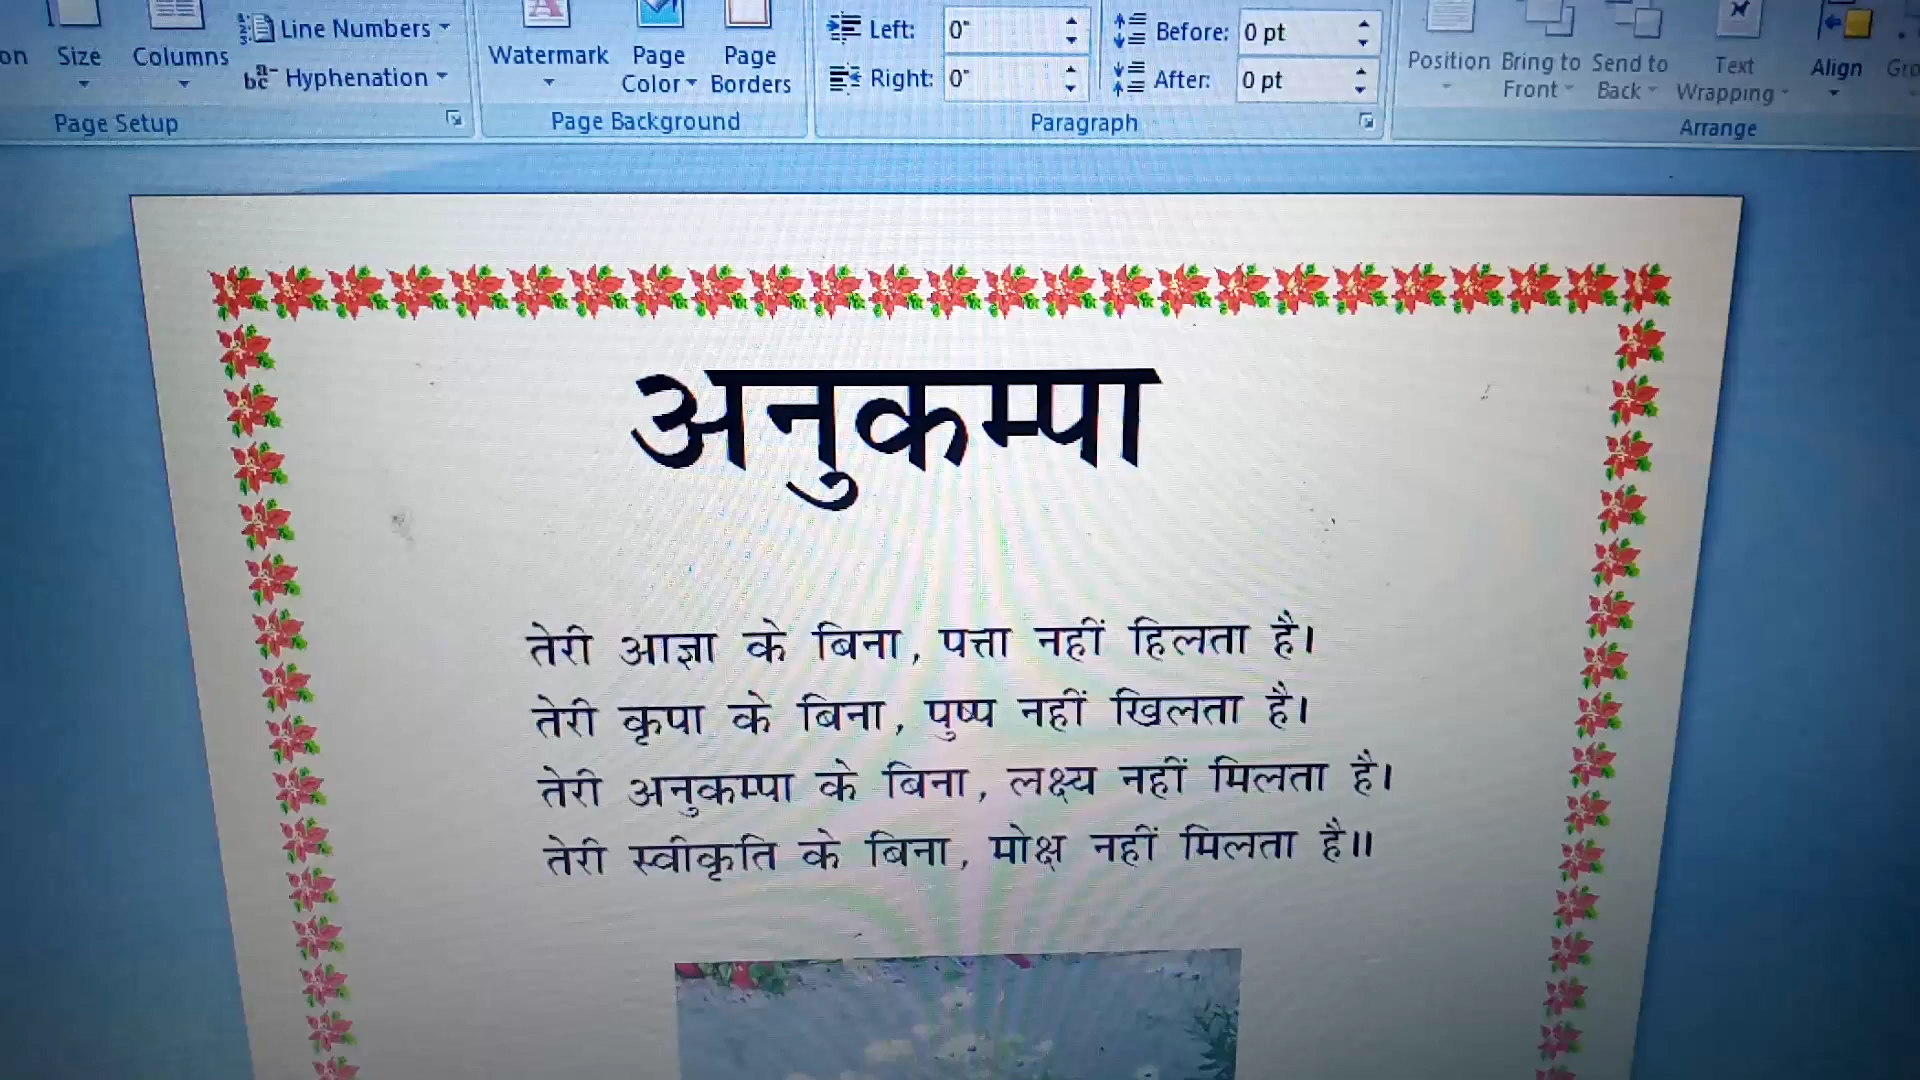 Size
Columns
Line Numbers
Hyphenation
Page Setup
Watermark
Page Color
Page Borders
Page Background
Left: 0"
Right: 0"
Before: 0 pt
After: 0 pt
Paragraph
Position
Bring to Front
Send to Back
Text Wrapping
Align
Arrange
अनुकम्पा
तेरी आज्ञा के बिना, पत्ता नहीं हिलता है।
तेरी कृपा के बिना, पुष्प नहीं खिलता है।
तेरी अनुकम्पा के बिना, लक्ष्य नहीं मिलता है।
तेरी स्वीकृति के बिना, मोक्ष नहीं मिलता है॥